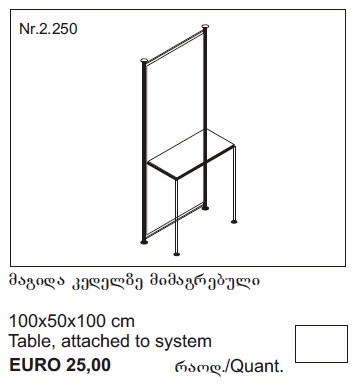 Nr.2.250
მაგიდა კედელზე მიმაგრებული
100x50x100 cm
Table, attached to system
EURO 25,00 რაოდ./Quant.